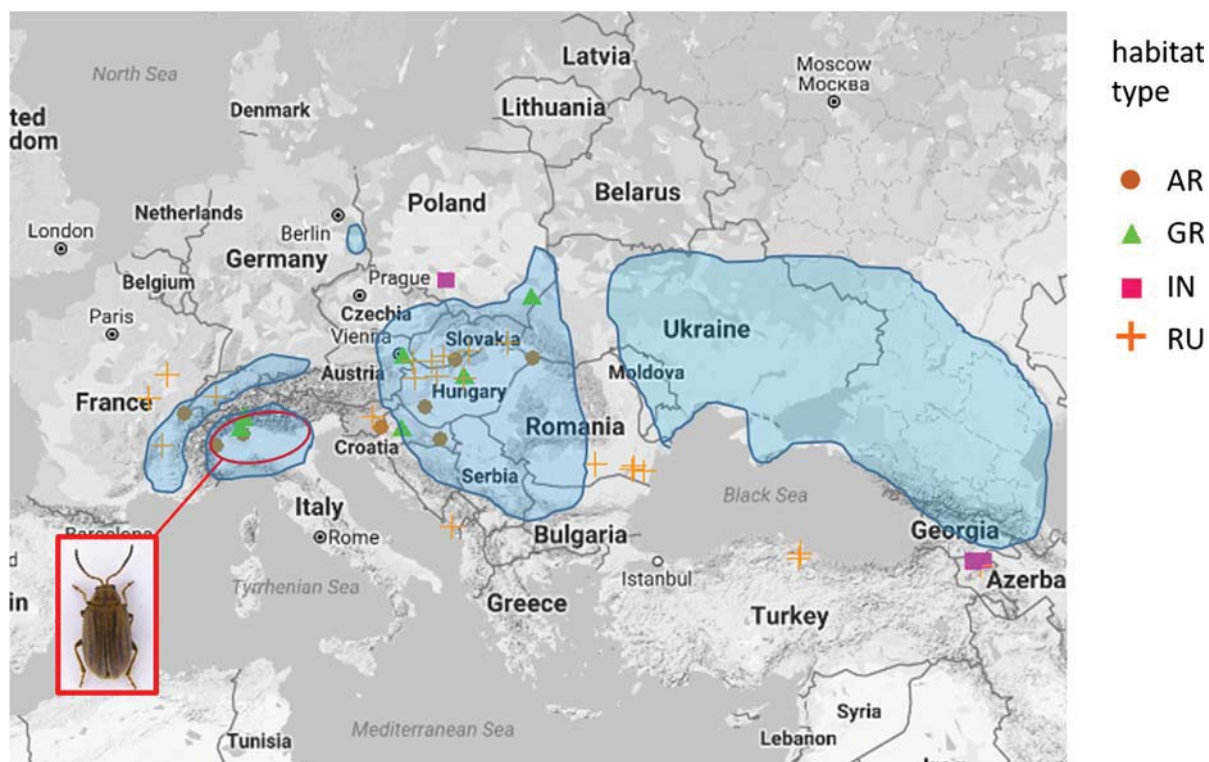 Latvia
North Sea
Moscow
Москва
Denmark
Lithuania
ted
dom
Belarus
Poland
Netherlands
London
Berlin
Germany
Belgium
Prague
Paris
Czechia
Ukraine
Vienna
Slovakia
Austria
Moldova
Hungary
France
Romania
Croatia
Serbia
Black Sea
Italy
Georgia
Barcelona
Bulgaria
Rome
Istanbul
Azerba
Tyrrhenian Sea
in
Greece
Turkey
Syria
Mediterranean Sea
Tunisia
Lebanon
habitat
type
AR
GR
IN
RU